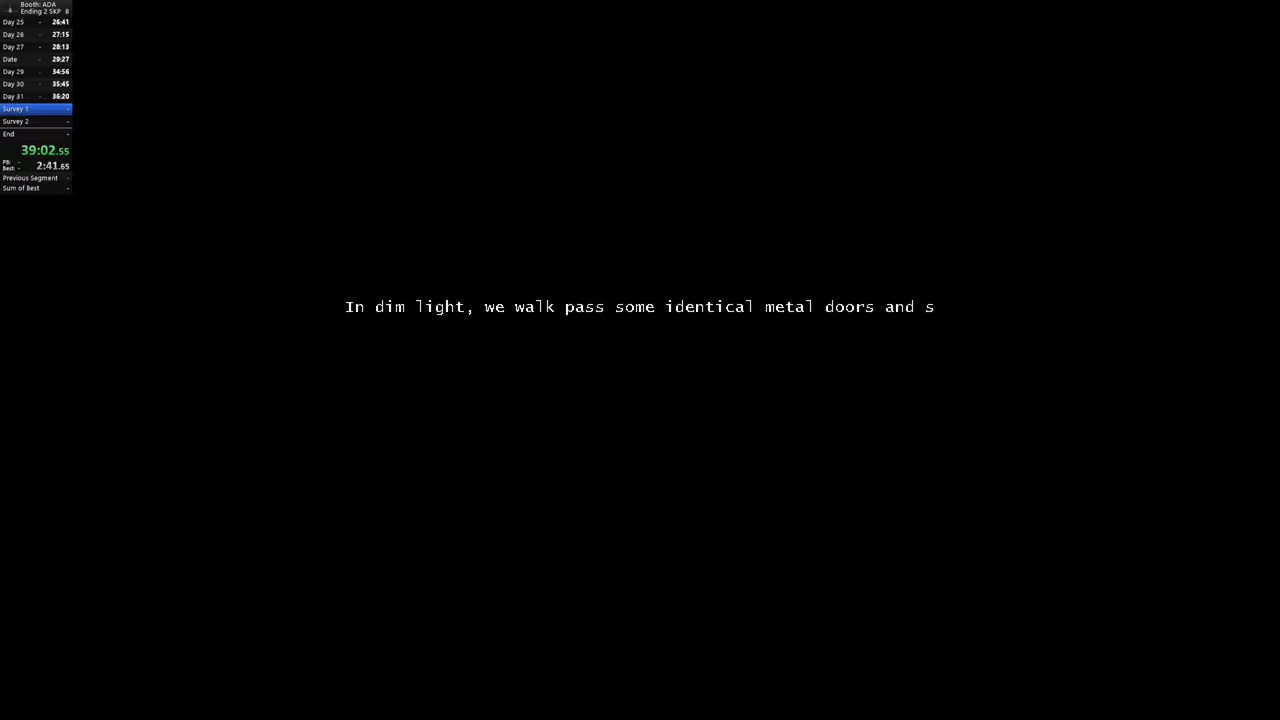 Booth: ADA
Ending 2 SKP 8
Day 25 - 26:41
Day 26 - 27:15
Day 27 - 28:13
Date - 29:27
Day 29 - 34:56
Day 30 - 35:45
Day 31 - 36:20
Survey 1 -
Survey 2 -
End -
39:02.55
PB: -
Best: - 2:41.65
Previous Segment -
Sum of Best -
In dim light, we walk pass some identical metal doors and s